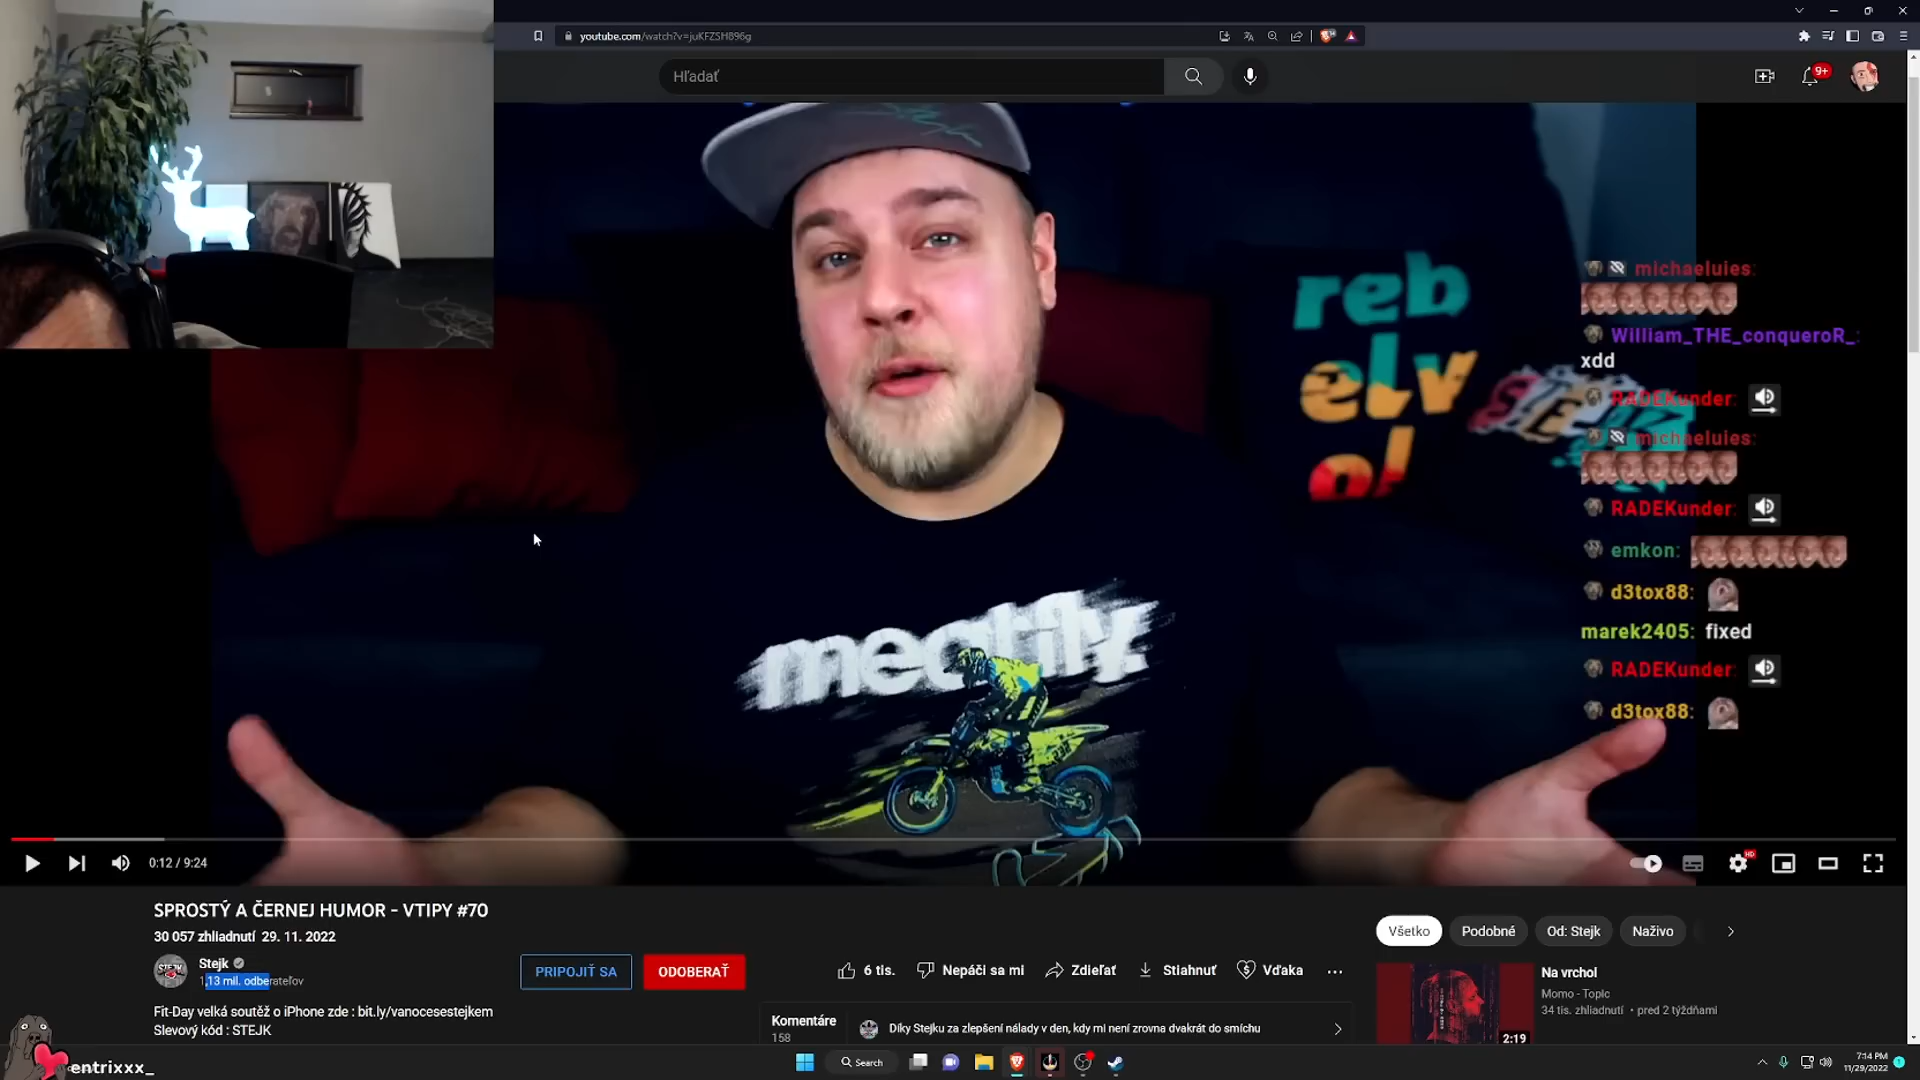 youtube.com/watch?v=juKFZSH896g
Hľadať
9+
reb
elv
ol
meatfly
michaeluies:
William_THE_conqueroR_:
xdd
RADEKunder:
michaeluies:
RADEKunder:
emkon:
d3tox88:
marek2405: fixed
RADEKunder:
d3tox88:
0:12 / 9:24
HD
SPROSTÝ A ČERNEJ HUMOR - VTIPY #70
30 057 zhliadnutí 29. 11. 2022
Stejk
1,13 mil. odberateľov
PRIPOJIŤ SA
ODOBERAŤ
6 tis.
Nepáči sa mi
Zdieľať
Stiahnuť
Vďaka
Fit-Day velká soutěž o iPhone zde : bit.ly/vanocesestejkem
Slevový kód : STEJK
Komentáre
158
Díky Stejku za zlepšení nálady v den, kdy mi není zrovna dvakrát do smíchu
Všetko
Podobné
Od: Stejk
Naživo
Na vrchol
Momo - Topic
34 tis. zhliadnutí • pred 2 týždňami
2:19
entrixxx_
Search
7:14 PM
11/29/2022